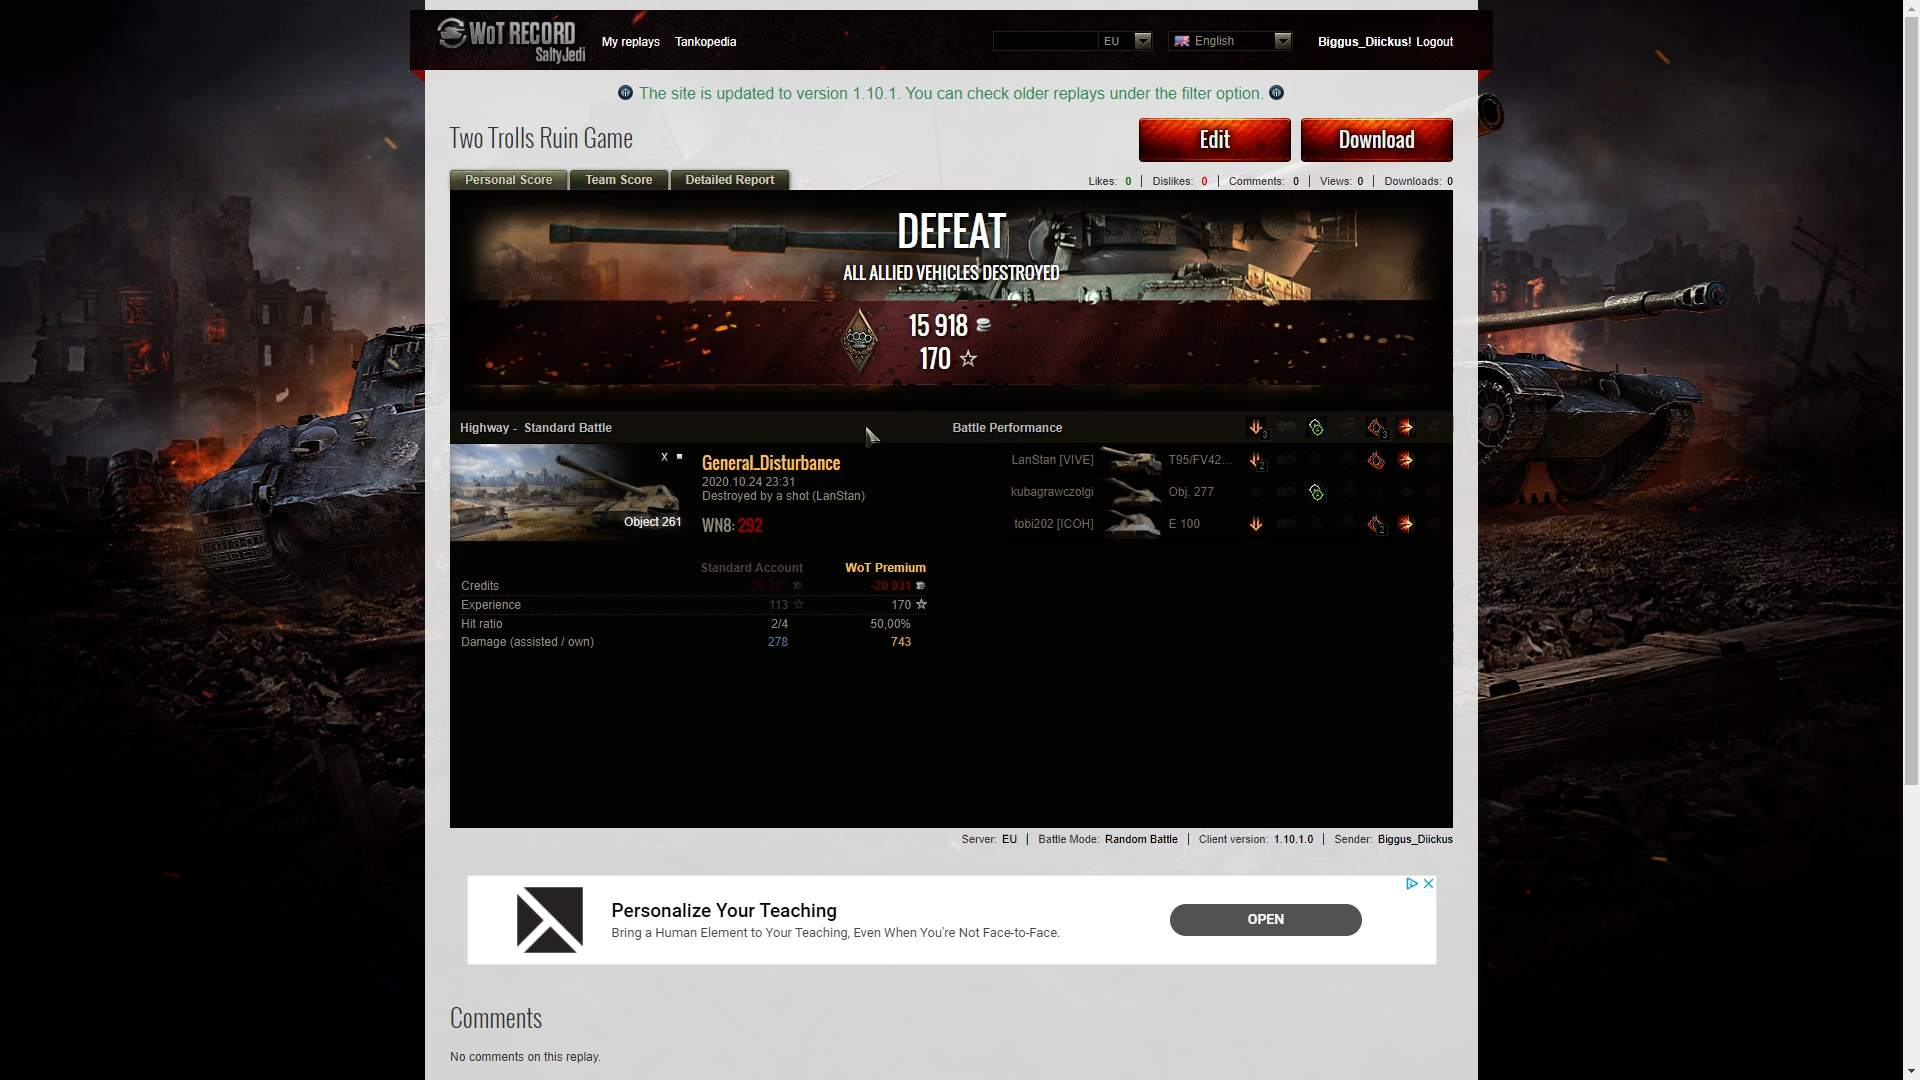 WoT RECORD
SaltyJedi
My replays Tankopedia
EU
English
Biggus_Diickus! Logout
The site is updated to version 1.10.1. You can check older replays under the filter option.
Two Trolls Ruin Game
Edit
Download
Personal Score
Team Score
Detailed Report
Likes: 0 | Dislikes: 0 | Comments: 0 | Views: 0 | Downloads: 0
DEFEAT
ALL ALLIED VEHICLES DESTROYED
15 918
170
Highway - Standard Battle
Battle Performance
3
3
X
General_Disturbance
2020.10.24 23:31
Destroyed by a shot (LanStan)
Object 261
WN8: 292
LanStan [VIVE] T95/FV42... 2
kubagrawczolgi Obj. 277
tobi202 [ICOH] E 100 2
Standard Account WoT Premium
Credits -26 237 -20 931
Experience 113 170
Hit ratio 2/4 50,00%
Damage (assisted / own) 278 743
Server: EU | Battle Mode: Random Battle | Client version: 1.10.1.0 | Sender: Biggus_Diickus
Personalize Your Teaching
Bring a Human Element to Your Teaching, Even When You're Not Face-to-Face.
OPEN
Comments
No comments on this replay.